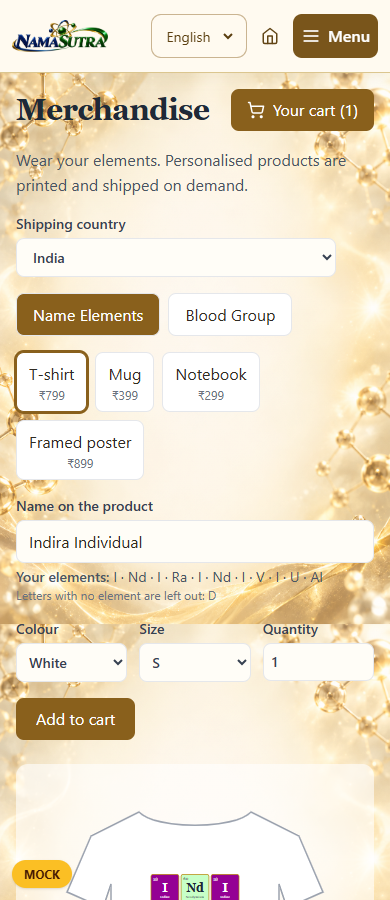 NAMASUTRA
English
Menu
Merchandise
Your cart (1)
Wear your elements. Personalised products are
printed and shipped on demand.
Shipping country
India
Name Elements
Blood Group
T-shirt
₹799
Mug
₹399
Notebook
₹299
Framed poster
₹899
Name on the product
Indira Individual
Your elements: I · Nd · I · Ra · I · Nd · I · V · I · U · Al
Letters with no element are left out: D
Colour Size Quantity
White S 1
Add to cart
I Nd I
MOCK